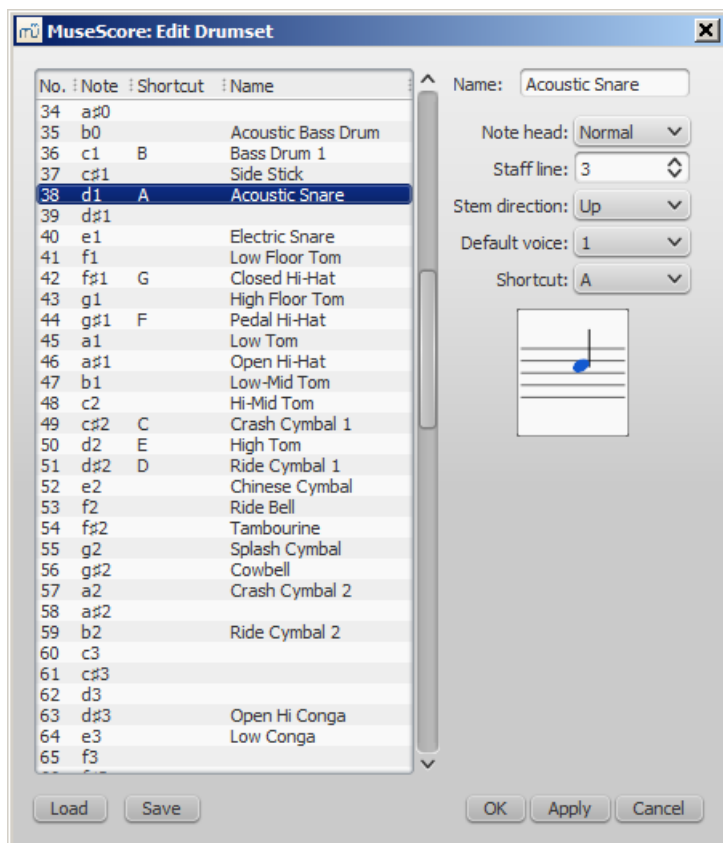 mũ MuseScore: Edit Drumset
No. Note Shortcut Name
34 a♯0
35 b0 Acoustic Bass Drum
36 c1 B Bass Drum 1
37 c♯1 Side Stick
38 d1 A Acoustic Snare
39 d♯1
40 e1 Electric Snare
41 f1 Low Floor Tom
42 f♯1 G Closed Hi-Hat
43 g1 High Floor Tom
44 g♯1 F Pedal Hi-Hat
45 a1 Low Tom
46 a♯1 Open Hi-Hat
47 b1 Low-Mid Tom
48 c2 Hi-Mid Tom
49 c♯2 C Crash Cymbal 1
50 d2 E High Tom
51 d♯2 D Ride Cymbal 1
52 e2 Chinese Cymbal
53 f2 Ride Bell
54 f♯2 Tambourine
55 g2 Splash Cymbal
56 g♯2 Cowbell
57 a2 Crash Cymbal 2
58 a♯2
59 b2 Ride Cymbal 2
60 c3
61 c♯3
62 d3
63 d♯3 Open Hi Conga
64 e3 Low Conga
65 f3
Name: Acoustic Snare
Note head: Normal
Staff line: 3
Stem direction: Up
Default voice: 1
Shortcut: A
Load Save OK Apply Cancel